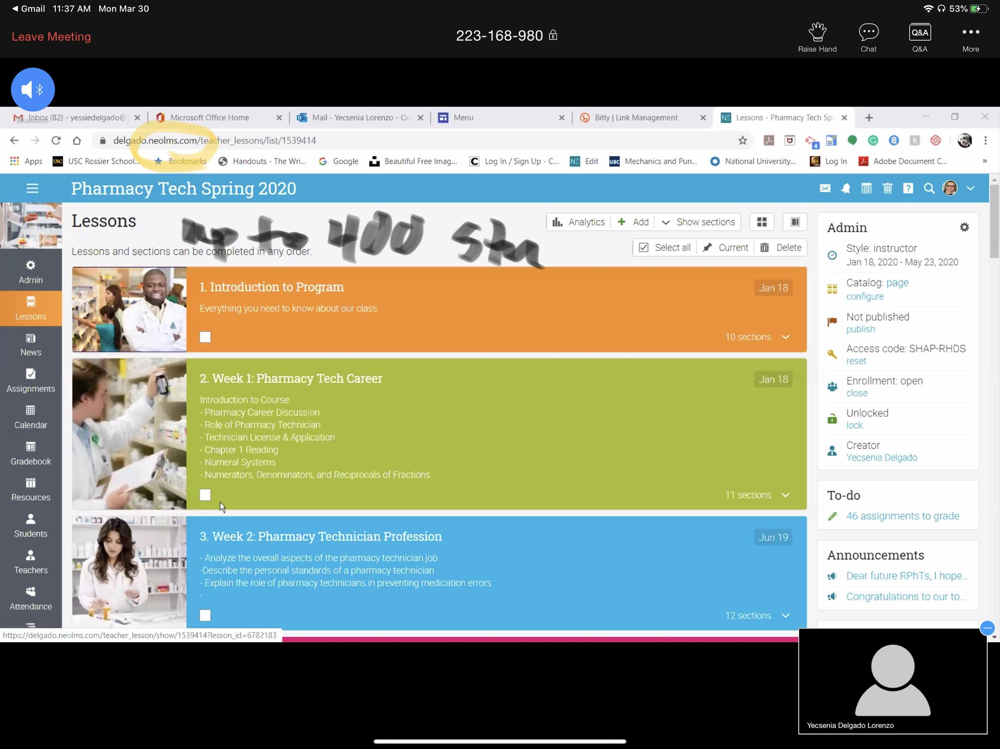 Gmail 11:37 AM Mon Mar 30 53%
Leave Meeting 223-168-980
Raise Hand Chat Q&A Q&A More
Bluetooth
Inbox (82) - yessiedelgado@ Microsoft Office Home Mail - Yecsenia Lorenzo - Ou Menu Bitly | Link Management NE Lessons - Pharmacy Tech Spr
delgado.neolms.com/teacher_lessons/list/1539414 4
Apps USC USC Rossier School... Bookmarks Handouts - The Wri... Google Beautiful Free Imag... C Log In / Sign Up - C... NE Edit UBC Mechanics and Pun... National University... Log In Adobe Document C... »
Pharmacy Tech Spring 2020
Lessons
up to 400 stu
Analytics Add Show sections
Lessons and sections can be completed in any order.
Select all Current Delete
1. Introduction to Program Jan 18
Everything you need to know about our class.
10 sections
2. Week 1: Pharmacy Tech Career Jan 18
Introduction to Course:
- Pharmacy Career Discussion
- Role of Pharmacy Technician
- Technician License & Application
- Chapter 1 Reading
- Numeral Systems
- Numerators, Denominators, and Reciprocals of Fractions
11 sections
3. Week 2: Pharmacy Technician Profession Jun 19
- Analyze the overall aspects of the pharmacy technician job
-Describe the personal standards of a pharmacy technician
- Explain the role of pharmacy technicians in preventing medication errors
-
12 sections
Admin
Lessons
News
Assignments
Calendar
Gradebook
Resources
Students
Teachers
Attendance
Admin
Style: instructor
Jan 18, 2020 - May 23, 2020
Catalog: page
configure
Not published
publish
Access code: SHAP-RHDS
reset
Enrollment: open
close
Unlocked
lock
Creator
Yecsenia Delgado
To-do
46 assignments to grade
Announcements
Dear future RPhTs, I hope...
Congratulations to our to...
https://delgado.neolms.com/teacher_lesson/show/1539414?lesson_id=6782183
Yecsenia Delgado Lorenzo